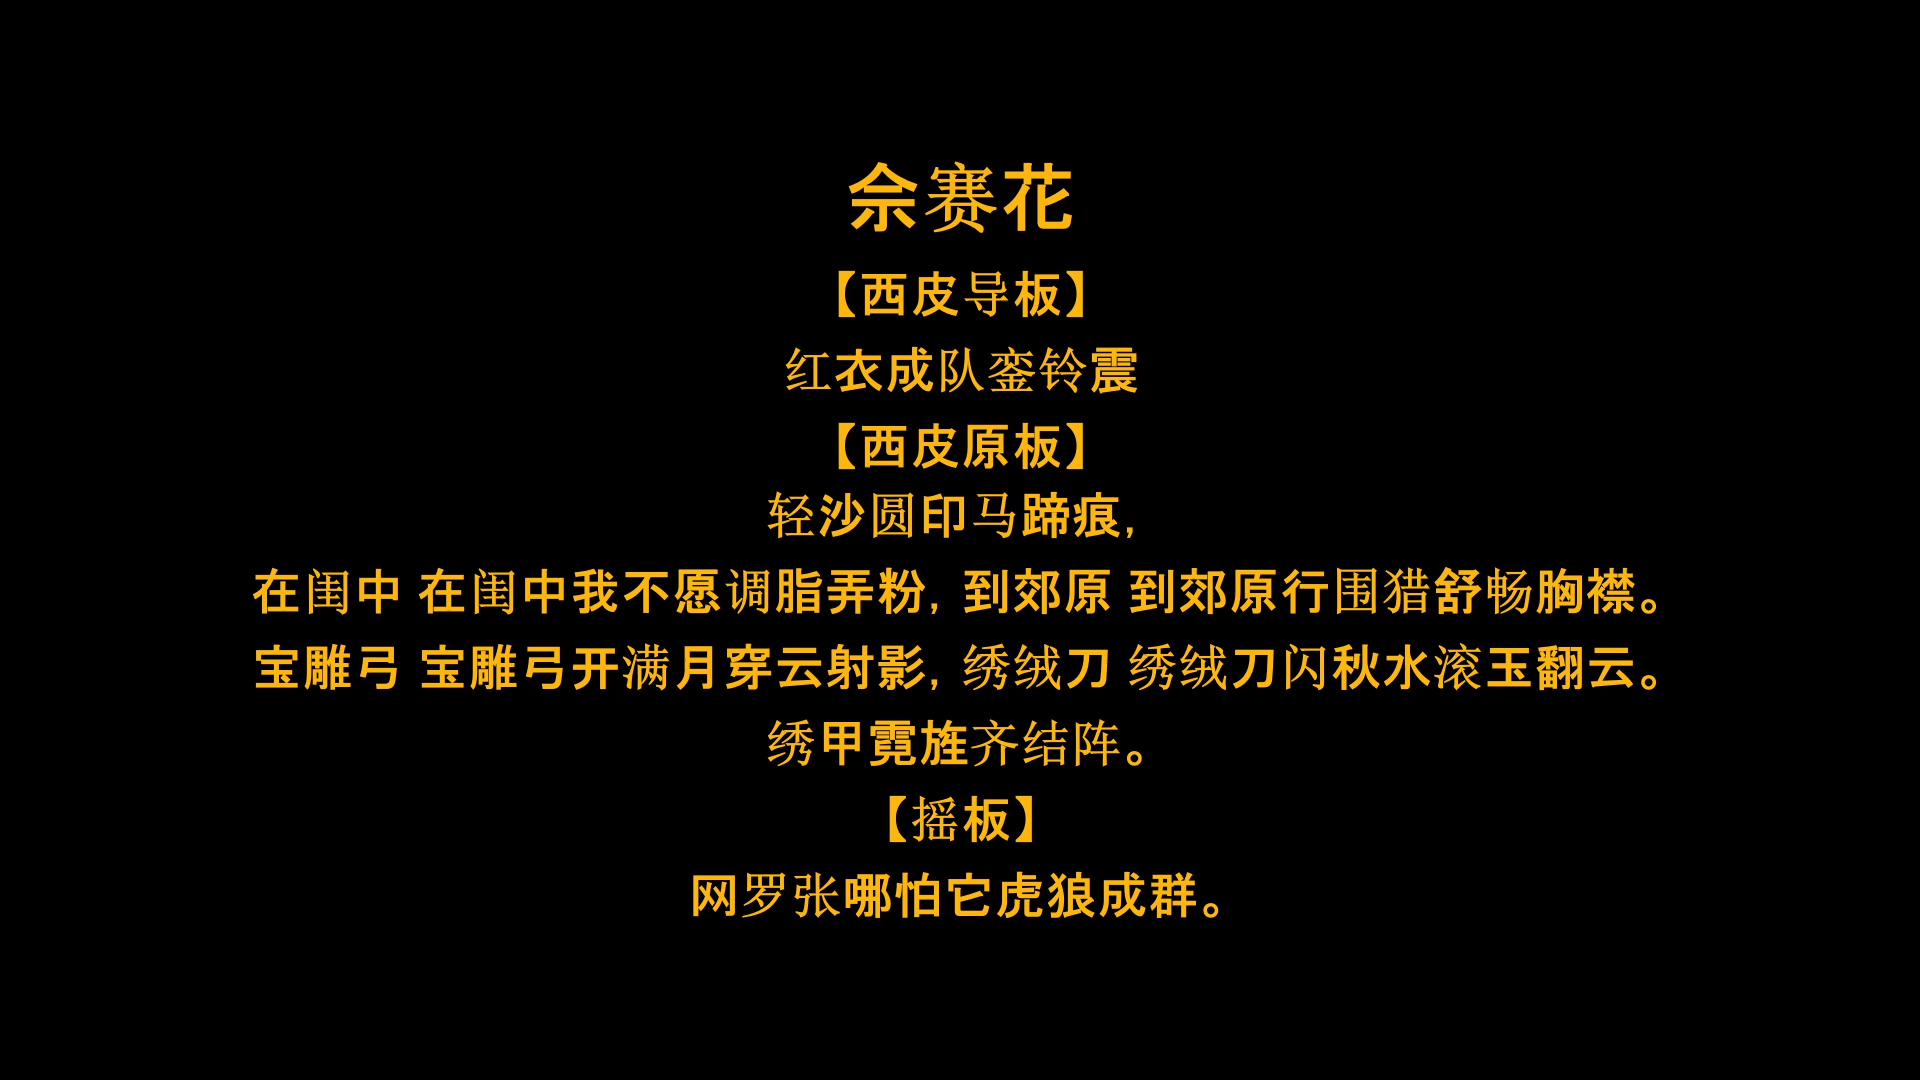 佘赛花
【西皮导板】
红衣成队銮铃震
【西皮原板】
轻沙圆印马蹄痕，
在闺中 在闺中我不愿调脂弄粉，到郊原 到郊原行围猎舒畅胸襟。
宝雕弓 宝雕弓开满月穿云射影，绣绒刀 绣绒刀闪秋水滚玉翻云。
绣甲霓旌齐结阵。
【摇板】
网罗张哪怕它虎狼成群。